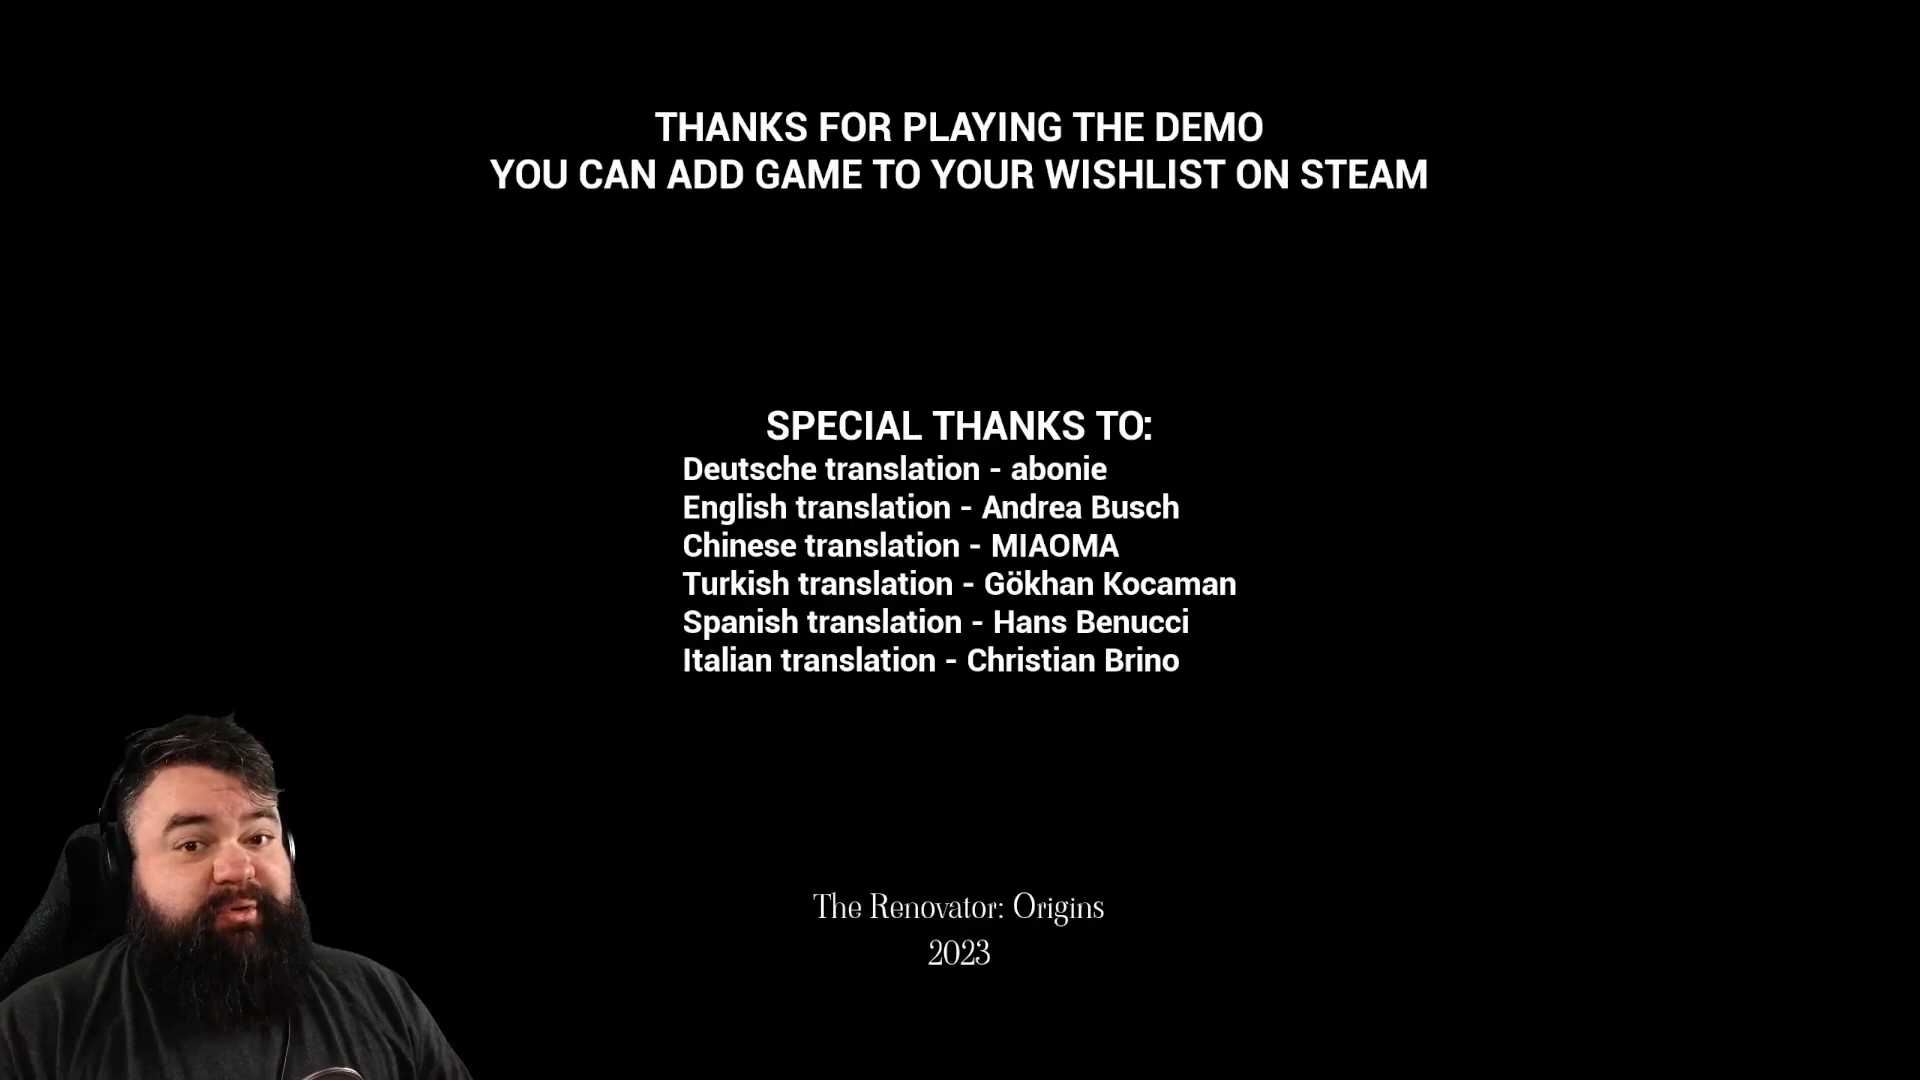 THANKS FOR PLAYING THE DEMO
YOU CAN ADD GAME TO YOUR WISHLIST ON STEAM
SPECIAL THANKS TO:
Deutsche translation - abonie
English translation - Andrea Busch
Chinese translation - MIAOMA
Turkish translation - Gökhan Kocaman
Spanish translation - Hans Benucci
Italian translation - Christian Brino
The Renovator: Origins
2023